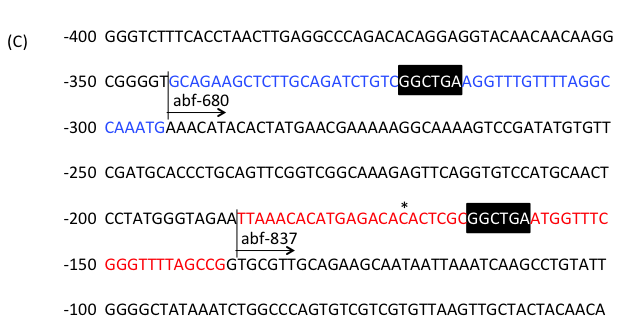 (C)
-400 GGGTCTTTCACCTAACTTGAGGCCCAGACACAGGAGGTACAACAACAAGG
-350 CGGGGTGCAGAAGCTCTTGCAGATCTGTCGGCTGAAGGTTTGTTTTAGGC
abf-680
-300 CAAATGAAACATACACTATGAACGAAAAAGGCAAAAGTCCGATATGTGTT
-250 CGATGCACCCTGCAGTTCGGTCGGCAAAGAGTTCAGGTGTCCATGCAACT
*
-200 CCTATGGGTAGAATTAAACACATGAGACACACTCGCGGCTGAATGGTTTC
abf-837
-150 GGGTTTTAGCCGGTGCGTTGCAGAAGCAATAATTAAATCAAGCCTGTATT
-100 GGGGCTATAAATCTGGCCCAGTGTCGTCGTGTTAAGTTGCTACTACAACA